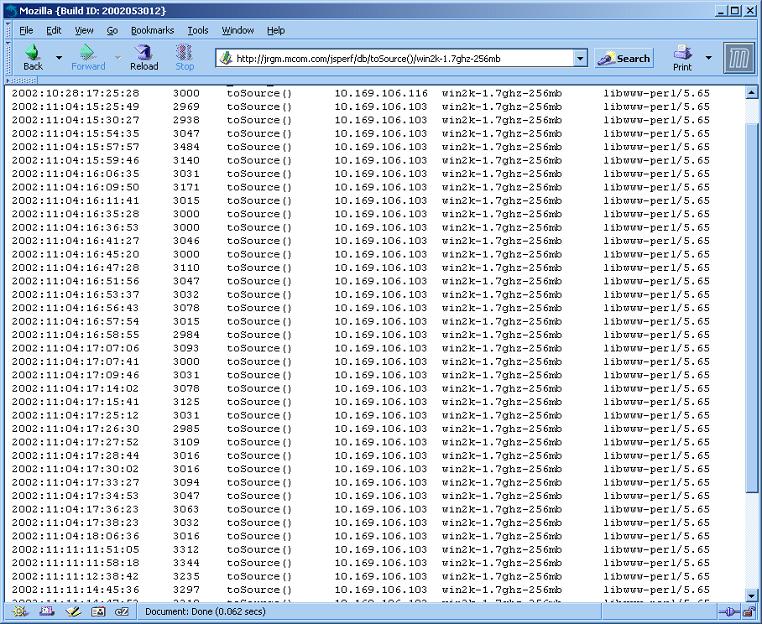 Mozilla {Build ID: 2002053012}
File Edit View Go Bookmarks Tools Window Help
Back Forward Reload Stop http://jrgm.mcom.com/jsperf/db/toSource()/win2k-1.7ghz-256mb Search Print m
2002:10:28:17:25:28 3000 toSource() 10.169.106.116 win2k-1.7ghz-256mb libwww-perl/5.65
2002:11:04:15:25:49 2969 toSource() 10.169.106.103 win2k-1.7ghz-256mb libwww-perl/5.65
2002:11:04:15:30:27 2938 toSource() 10.169.106.103 win2k-1.7ghz-256mb libwww-perl/5.65
2002:11:04:15:54:35 3047 toSource() 10.169.106.103 win2k-1.7ghz-256mb libwww-perl/5.65
2002:11:04:15:57:57 3484 toSource() 10.169.106.103 win2k-1.7ghz-256mb libwww-perl/5.65
2002:11:04:15:59:46 3140 toSource() 10.169.106.103 win2k-1.7ghz-256mb libwww-perl/5.65
2002:11:04:16:06:35 3031 toSource() 10.169.106.103 win2k-1.7ghz-256mb libwww-perl/5.65
2002:11:04:16:09:50 3171 toSource() 10.169.106.103 win2k-1.7ghz-256mb libwww-perl/5.65
2002:11:04:16:11:41 3015 toSource() 10.169.106.103 win2k-1.7ghz-256mb libwww-perl/5.65
2002:11:04:16:35:28 3000 toSource() 10.169.106.103 win2k-1.7ghz-256mb libwww-perl/5.65
2002:11:04:16:36:53 3000 toSource() 10.169.106.103 win2k-1.7ghz-256mb libwww-perl/5.65
2002:11:04:16:41:27 3046 toSource() 10.169.106.103 win2k-1.7ghz-256mb libwww-perl/5.65
2002:11:04:16:45:20 3000 toSource() 10.169.106.103 win2k-1.7ghz-256mb libwww-perl/5.65
2002:11:04:16:47:28 3110 toSource() 10.169.106.103 win2k-1.7ghz-256mb libwww-perl/5.65
2002:11:04:16:51:56 3047 toSource() 10.169.106.103 win2k-1.7ghz-256mb libwww-perl/5.65
2002:11:04:16:53:37 3032 toSource() 10.169.106.103 win2k-1.7ghz-256mb libwww-perl/5.65
2002:11:04:16:56:43 3078 toSource() 10.169.106.103 win2k-1.7ghz-256mb libwww-perl/5.65
2002:11:04:16:57:54 3015 toSource() 10.169.106.103 win2k-1.7ghz-256mb libwww-perl/5.65
2002:11:04:16:58:55 2984 toSource() 10.169.106.103 win2k-1.7ghz-256mb libwww-perl/5.65
2002:11:04:17:07:06 3093 toSource() 10.169.106.103 win2k-1.7ghz-256mb libwww-perl/5.65
2002:11:04:17:07:41 3000 toSource() 10.169.106.103 win2k-1.7ghz-256mb libwww-perl/5.65
2002:11:04:17:09:46 3031 toSource() 10.169.106.103 win2k-1.7ghz-256mb libwww-perl/5.65
2002:11:04:17:14:02 3078 toSource() 10.169.106.103 win2k-1.7ghz-256mb libwww-perl/5.65
2002:11:04:17:15:41 3125 toSource() 10.169.106.103 win2k-1.7ghz-256mb libwww-perl/5.65
2002:11:04:17:25:12 3031 toSource() 10.169.106.103 win2k-1.7ghz-256mb libwww-perl/5.65
2002:11:04:17:26:30 2985 toSource() 10.169.106.103 win2k-1.7ghz-256mb libwww-perl/5.65
2002:11:04:17:27:52 3109 toSource() 10.169.106.103 win2k-1.7ghz-256mb libwww-perl/5.65
2002:11:04:17:28:44 3016 toSource() 10.169.106.103 win2k-1.7ghz-256mb libwww-perl/5.65
2002:11:04:17:30:02 3016 toSource() 10.169.106.103 win2k-1.7ghz-256mb libwww-perl/5.65
2002:11:04:17:33:27 3094 toSource() 10.169.106.103 win2k-1.7ghz-256mb libwww-perl/5.65
2002:11:04:17:34:53 3047 toSource() 10.169.106.103 win2k-1.7ghz-256mb libwww-perl/5.65
2002:11:04:17:36:23 3063 toSource() 10.169.106.103 win2k-1.7ghz-256mb libwww-perl/5.65
2002:11:04:17:38:23 3032 toSource() 10.169.106.103 win2k-1.7ghz-256mb libwww-perl/5.65
2002:11:04:18:06:36 3016 toSource() 10.169.106.103 win2k-1.7ghz-256mb libwww-perl/5.65
2002:11:11:11:51:05 3312 toSource() 10.169.106.103 win2k-1.7ghz-256mb libwww-perl/5.65
2002:11:11:11:58:18 3344 toSource() 10.169.106.103 win2k-1.7ghz-256mb libwww-perl/5.65
2002:11:11:12:38:42 3235 toSource() 10.169.106.103 win2k-1.7ghz-256mb libwww-perl/5.65
2002:11:11:14:45:36 3297 toSource() 10.169.106.103 win2k-1.7ghz-256mb libwww-perl/5.65
Document: Done (0.062 secs)